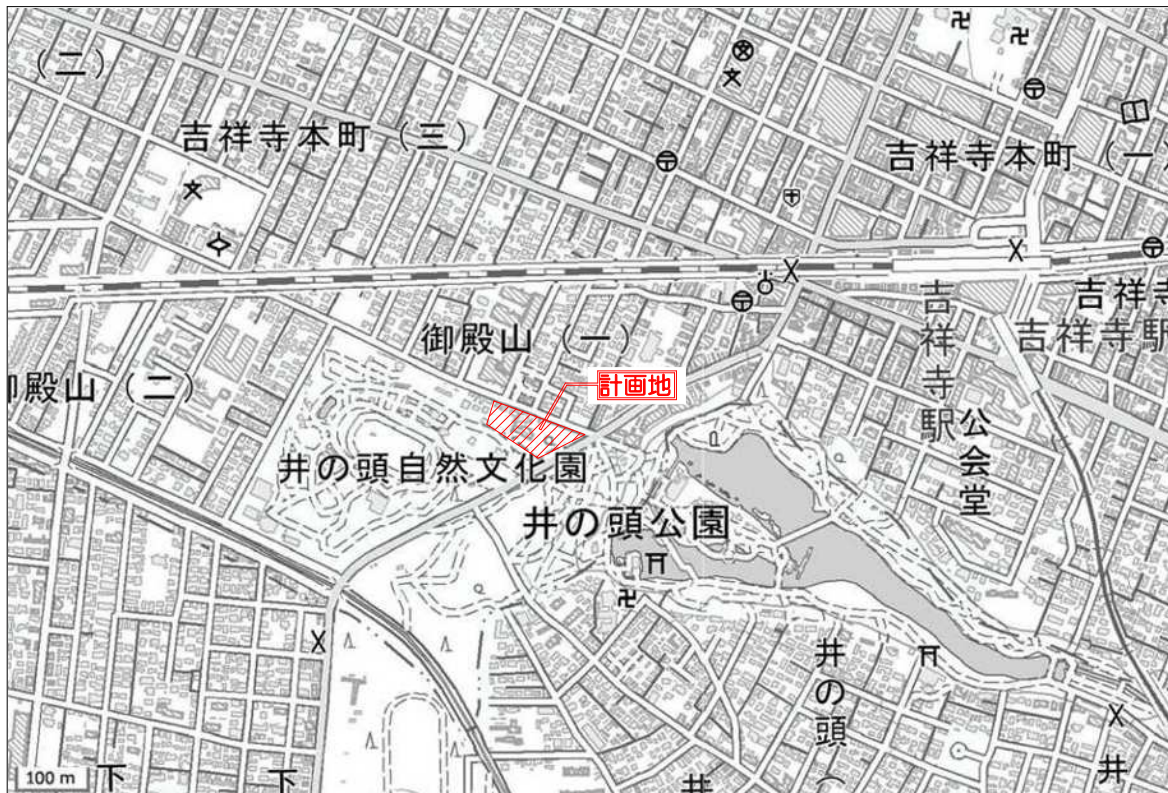 (二)
吉祥寺本町 (三)
吉祥寺本町 (一)
御殿山 (一)
吉祥寺駅
吉祥寺
吉祥寺駅
計画地
御殿山 (二)
公会堂
井の頭自然文化園
井の頭公園
井の頭 (
100 m
下
下
井
井